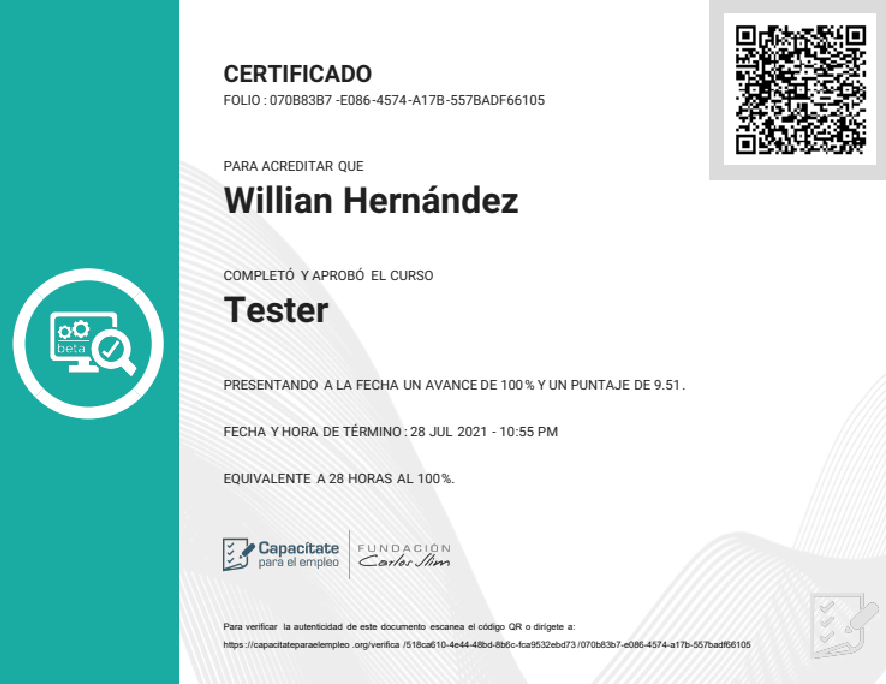 CERTIFICADO
FOLIO : 070B83B7 -E086-4574-A17B-557BADF66105
PARA ACREDITAR QUE
Willian Hernández
COMPLETÓ Y APROBÓ EL CURSO
Tester
beta
PRESENTANDO A LA FECHA UN AVANCE DE 100% Y UN PUNTAJE DE 9.51.
FECHA Y HORA DE TÉRMINO : 28 JUL 2021 - 10:55 PM
EQUIVALENTE A 28 HORAS AL 100%.
Capacítate
para el empleo
FUNDACIÓN
Carlos Slim
Para verificar la autenticidad de este documento escanea el código QR o dirígete a:
https://capacitateparaelempleo.org/verifica/518ca610-4e44-48bd-8b6c-fca9532ebd73/070b83b7-e086-4574-a17b-557badf66105